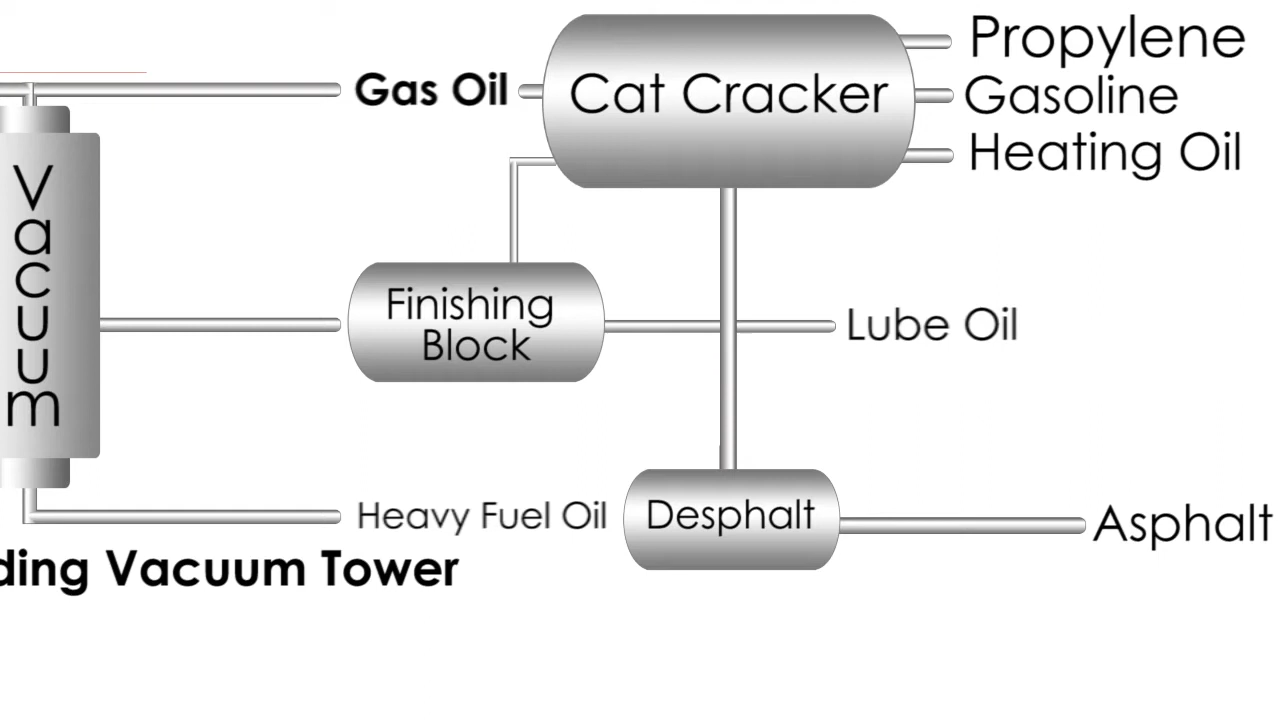 Propylene
Gas Oil
Cat Cracker
Gasoline
Heating Oil
Vacuum
Finishing
Block
Lube Oil
Heavy Fuel Oil
Desphalt
Asphalt
ding Vacuum Tower